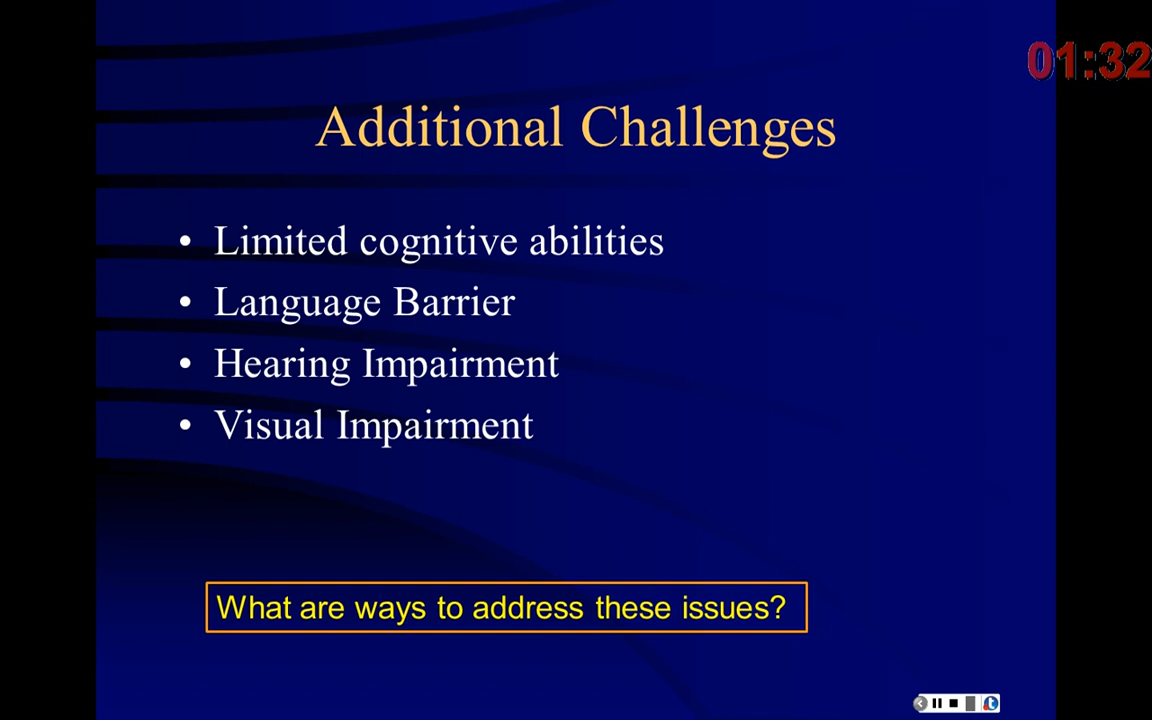 01:32
Additional Challenges
• Limited cognitive abilities
• Language Barrier
• Hearing Impairment
• Visual Impairment
What are ways to address these issues?